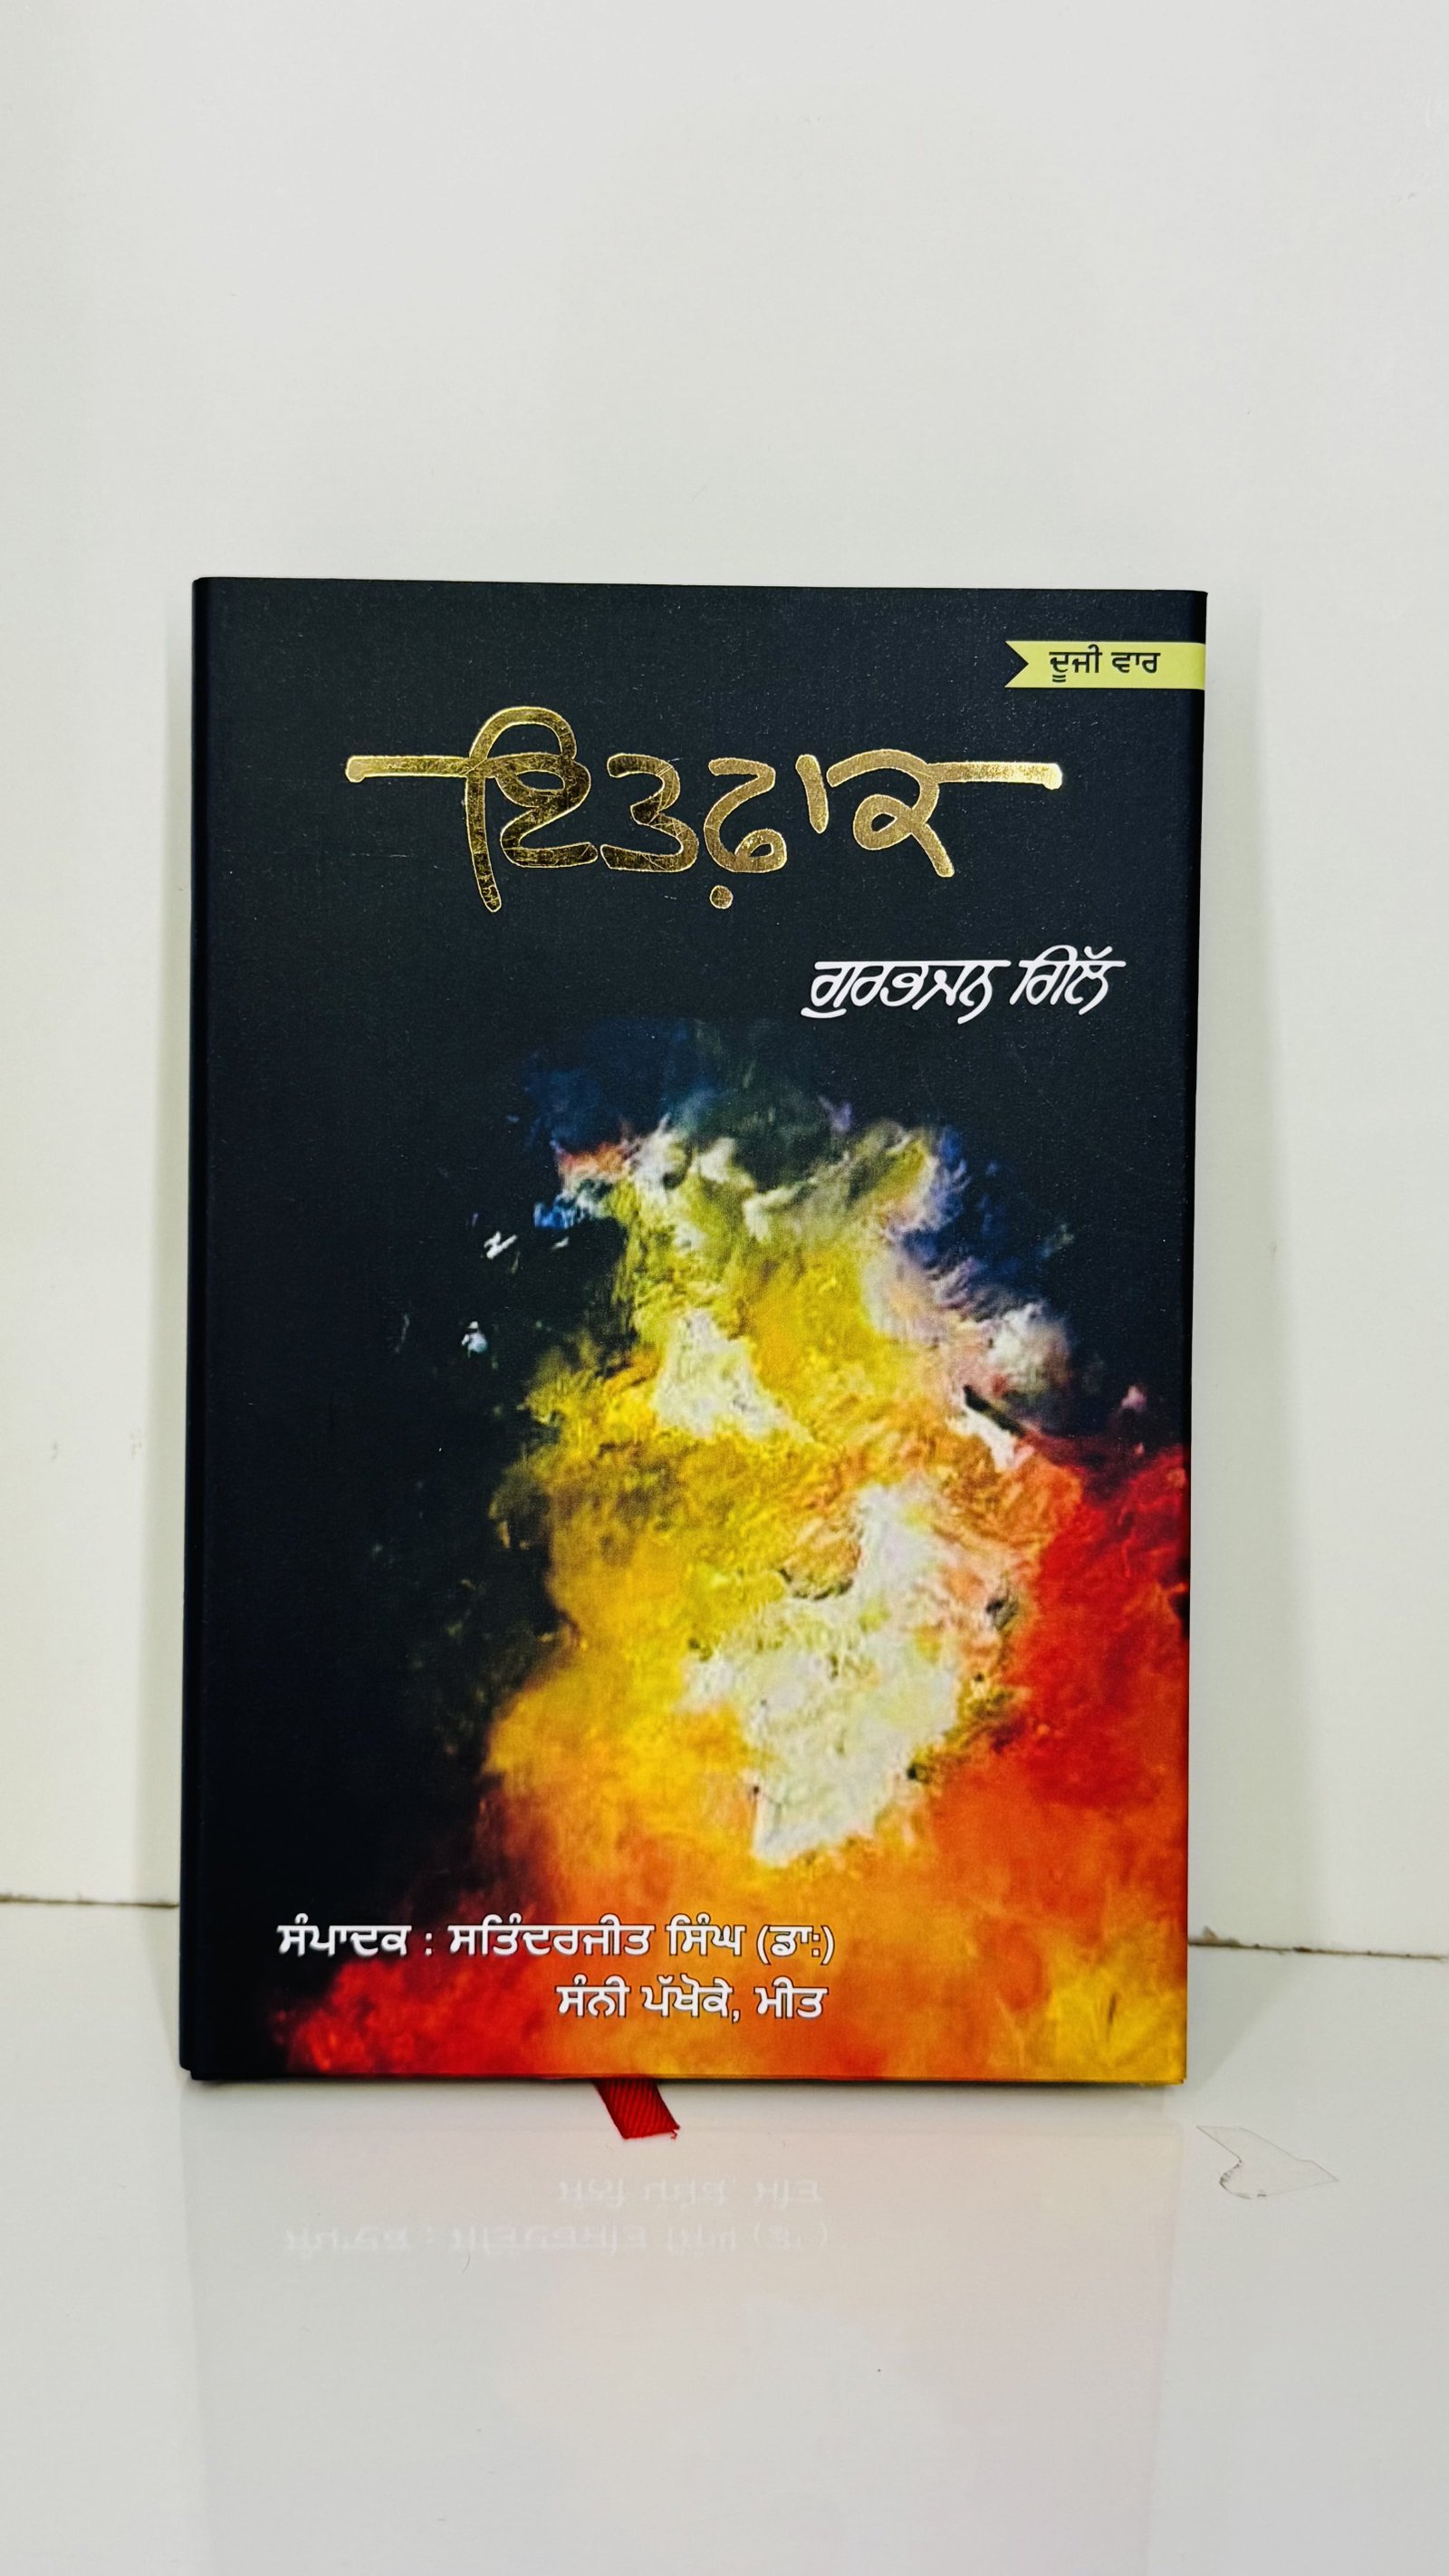 ਦੂਜੀ ਵਾਰ
ਇਤਫ਼ਾਕ
ਗੁਰਭਜਨ ਗਿੱਲ
ਸੰਪਾਦਕ : ਸਤਿੰਦਰਜੀਤ ਸਿੰਘ (ਡਾ:)
ਸੰਨੀ ਪੱਖੋਕੇ, ਮੀਤ